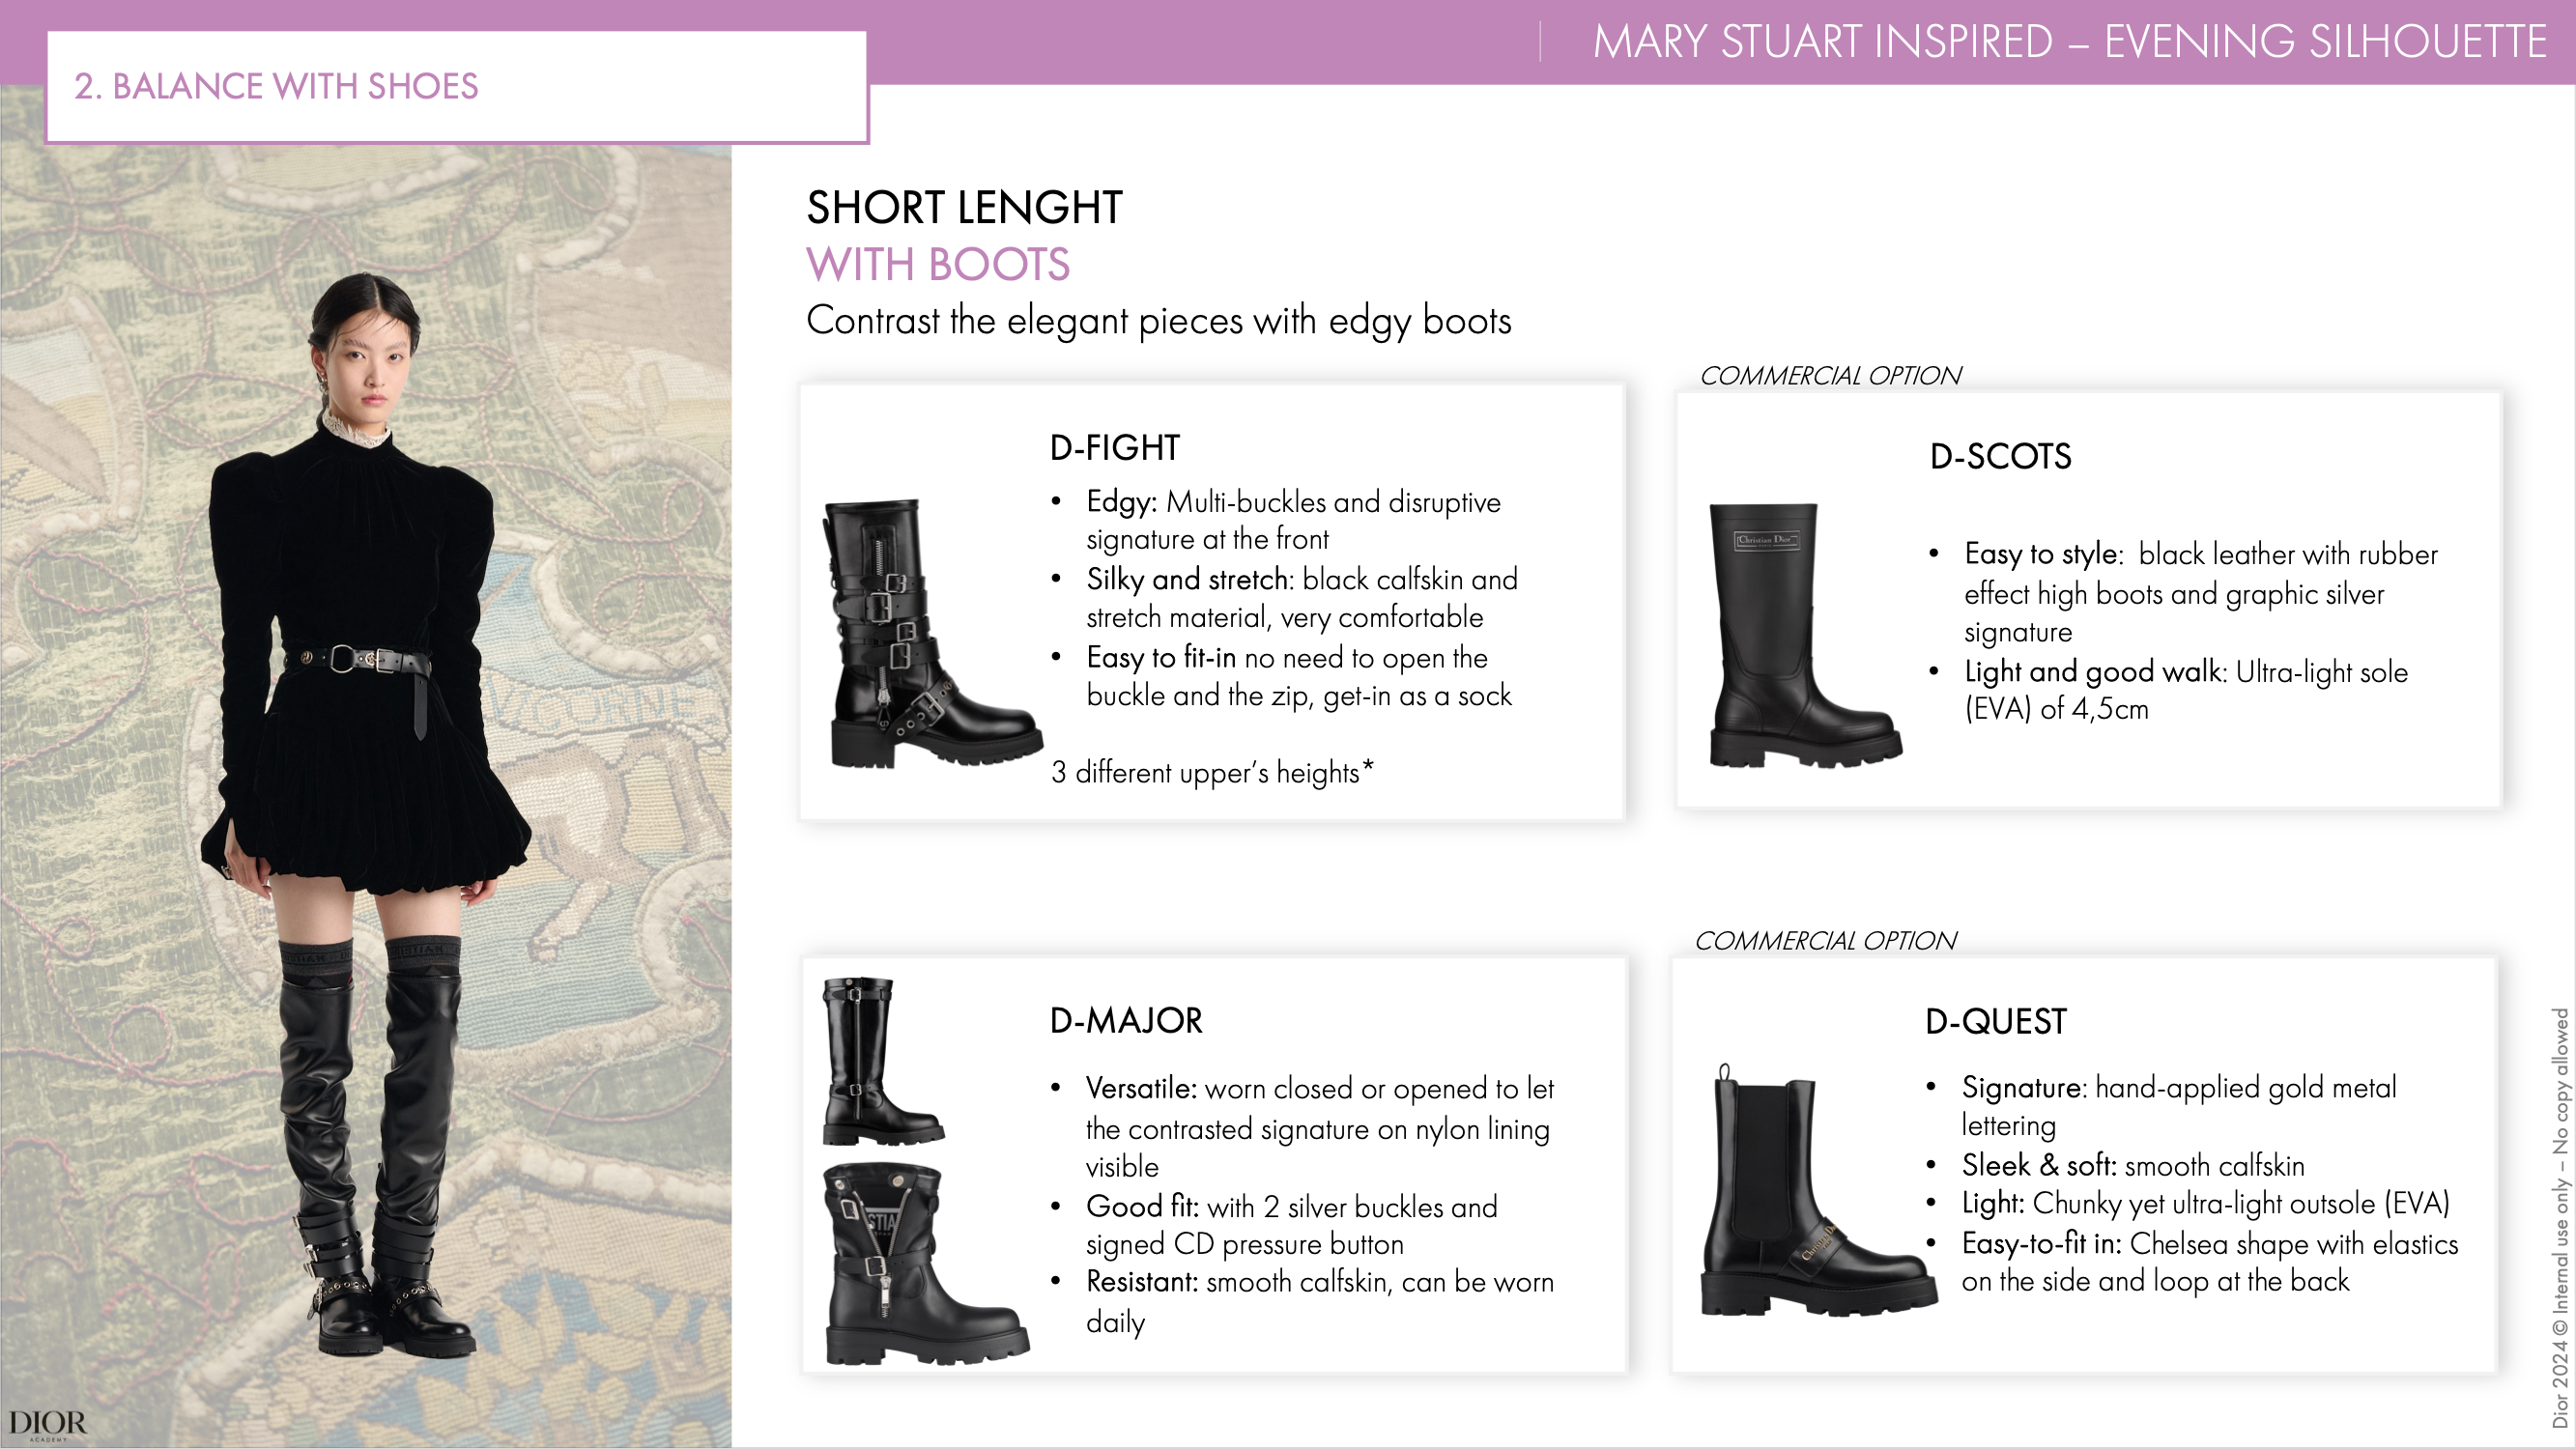 MARY STUART INSPIRED – EVENING SILHOUETTE
2. BALANCE WITH SHOES
SHORT LENGHT
WITH BOOTS
Contrast the elegant pieces with edgy boots
D-FIGHT
• Edgy: Multi-buckles and disruptive
signature at the front
• Silky and stretch: black calfskin and
stretch material, very comfortable
• Easy to fit-in no need to open the
buckle and the zip, get-in as a sock
3 different upper's heights*
COMMERCIAL OPTION
Christian Dior
D-SCOTS
• Easy to style: black leather with rubber
effect high boots and graphic silver
signature
• Light and good walk: Ultra-light sole
(EVA) of 4,5cm
D-MAJOR
• Versatile: worn closed or opened to let
the contrasted signature on nylon lining
visible
• Good fit: with 2 silver buckles and
signed CD pressure button
• Resistant: smooth calfskin, can be worn
daily
STIA
COMMERCIAL OPTION
D-QUEST
• Signature: hand-applied gold metal
lettering
• Sleek & soft: smooth calfskin
• Light: Chunky yet ultra-light outsole (EVA)
• Easy-to-fit in: Chelsea shape with elastics
on the side and loop at the back
VICORNE
DIOR
ACADEMY
Dior 2024 © Internal use only – No copy allowed